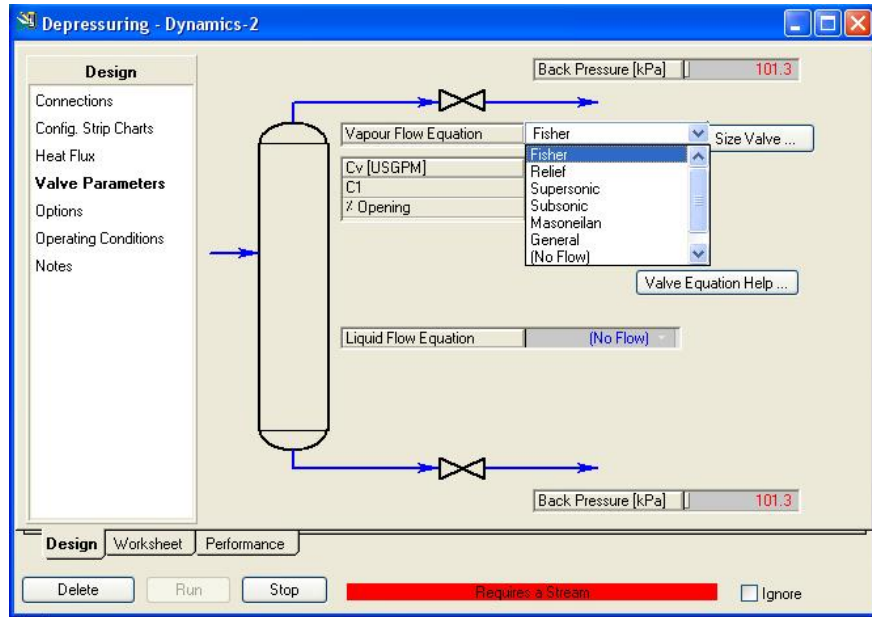 Depressuring - Dynamics-2
Design
Connections
Config. Strip Charts
Heat Flux
Valve Parameters
Options
Operating Conditions
Notes
Back Pressure [kPa] 101.3
Vapour Flow Equation Fisher Size Valve ...
Cv [USGPM]
C1
% Opening
Fisher
Relief
Supersonic
Subsonic
Masoneilan
General
(No Flow)
Valve Equation Help ...
Liquid Flow Equation (No Flow)
Back Pressure [kPa] 101.3
Design Worksheet Performance
Delete Run Stop Requires a Stream Ignore